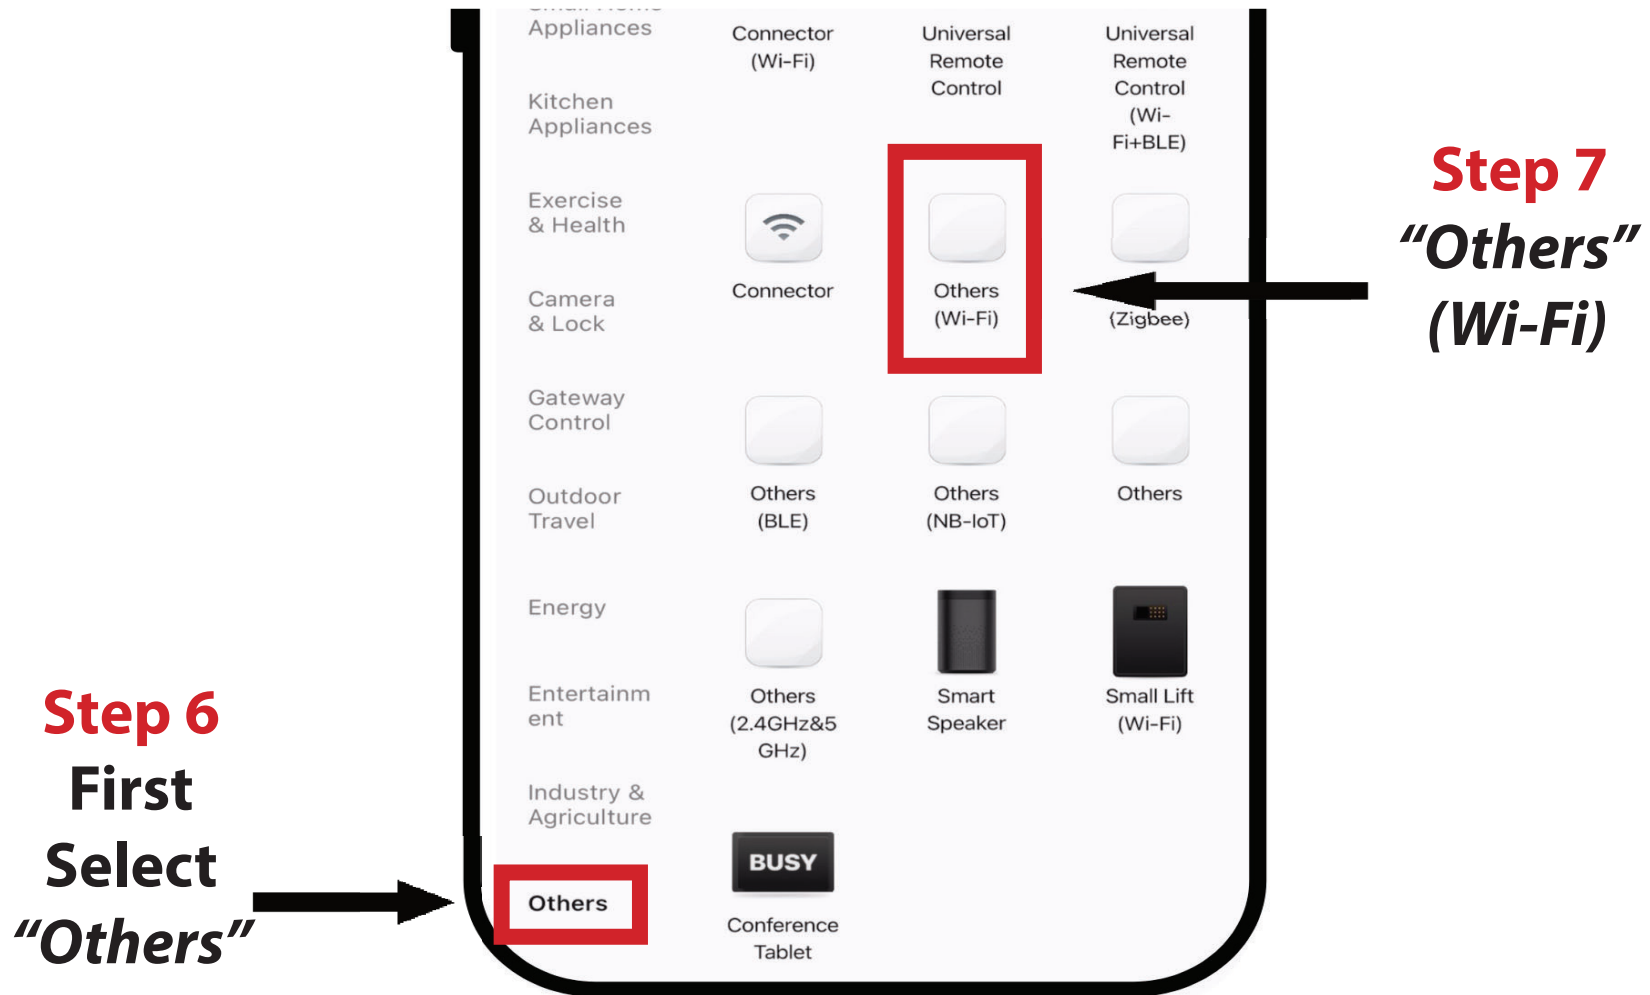 Appliances
Kitchen
Appliances
Exercise
& Health
Camera
& Lock
Gateway
Control
Outdoor
Travel
Energy
Entertainm
ent
Industry &
Agriculture
Others
Connector
(Wi-Fi)
Universal
Remote
Control
Universal
Remote
Control
(Wi-
Fi+BLE)
Connector
Others
(Wi-Fi)
(Zigbee)
Others
(BLE)
Others
(NB-IoT)
Others
Others
(2.4GHz&5
GHz)
Smart
Speaker
Small Lift
(Wi-Fi)
BUSY
Conference
Tablet
Step 6
First
Select
“Others”
Step 7
“Others”
(Wi-Fi)